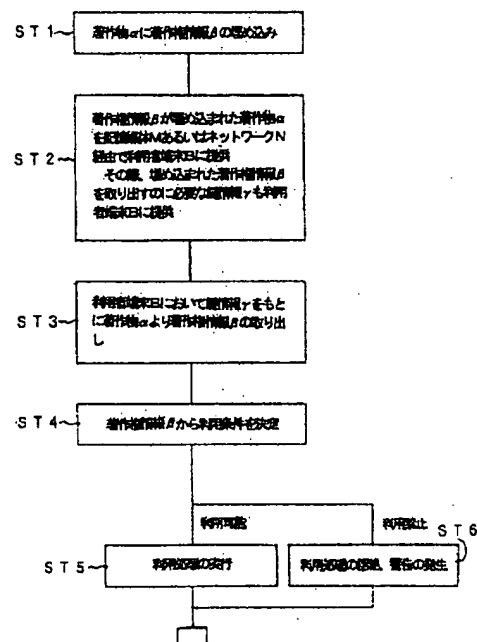 ST1
著作物αに著作権情報βの埋め込み
ST2
著作権情報βが埋め込まれた著作物α
を記憶媒体MあるいはネットワークN
経由で利用者端末Bに提供
その際、埋め込まれた著作権情報β
を取り出すのに必要な鍵情報γも利用
者端末Bに提供
ST3
利用者端末Bにおいて鍵情報γをもと
に著作物αより著作権情報βの取り出
し
ST4
著作権情報βから利用条件を決定
利用可能
利用禁止
ST6
ST5
利用処理の実行
利用処理の拒絶、警告の発生